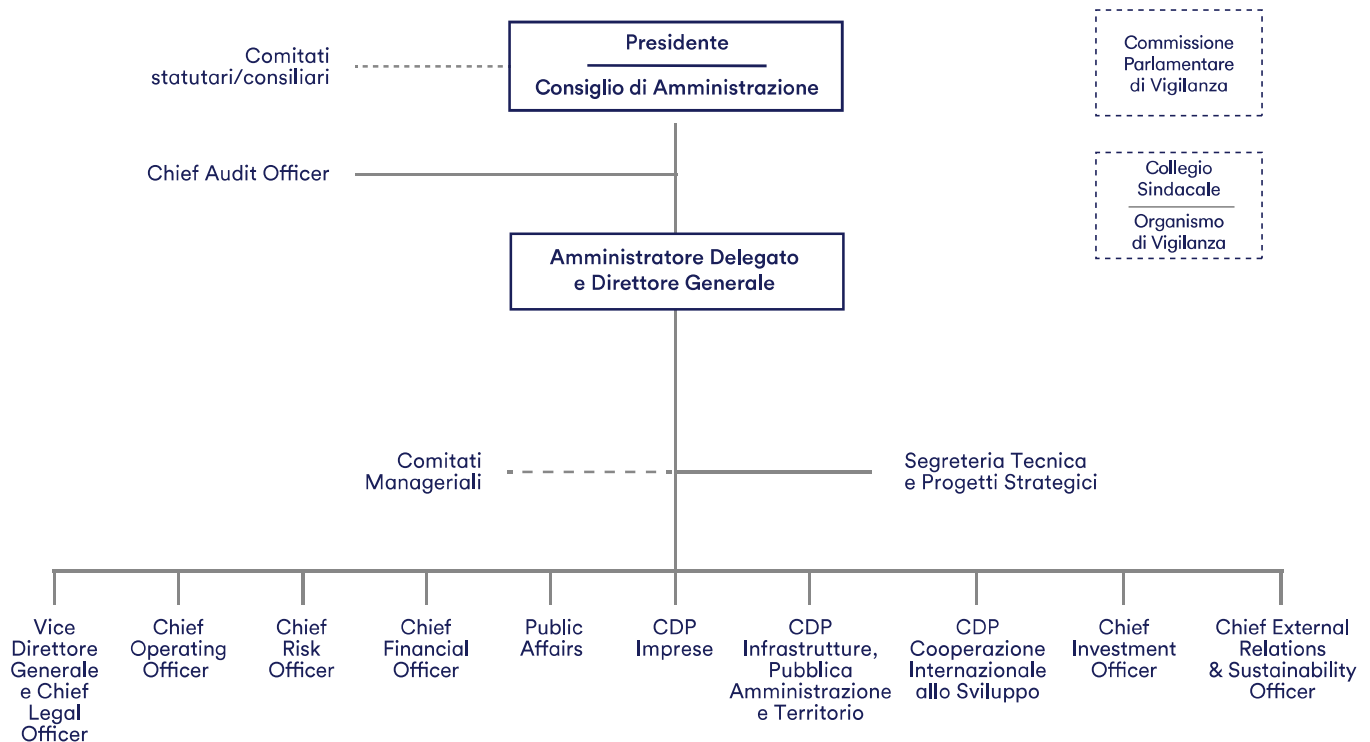 Comitati
statutari/consiliari
Presidente
Consiglio di Amministrazione
Commissione
Parlamentare
di Vigilanza
Chief Audit Officer
Collegio
Sindacale
Organismo
di Vigilanza
Amministratore Delegato
e Direttore Generale
Comitati
Manageriali
Segreteria Tecnica
e Progetti Strategici
Vice
Direttore
Generale
e Chief
Legal
Officer
Chief
Operating
Officer
Chief
Risk
Officer
Chief
Financial
Officer
Public
Affairs
CDP
Imprese
CDP
Infrastrutture,
Pubblica
Amministrazione
e Territorio
CDP
Cooperazione
Internazionale
allo Sviluppo
Chief
Investment
Officer
Chief External
Relations
& Sustainability
Officer